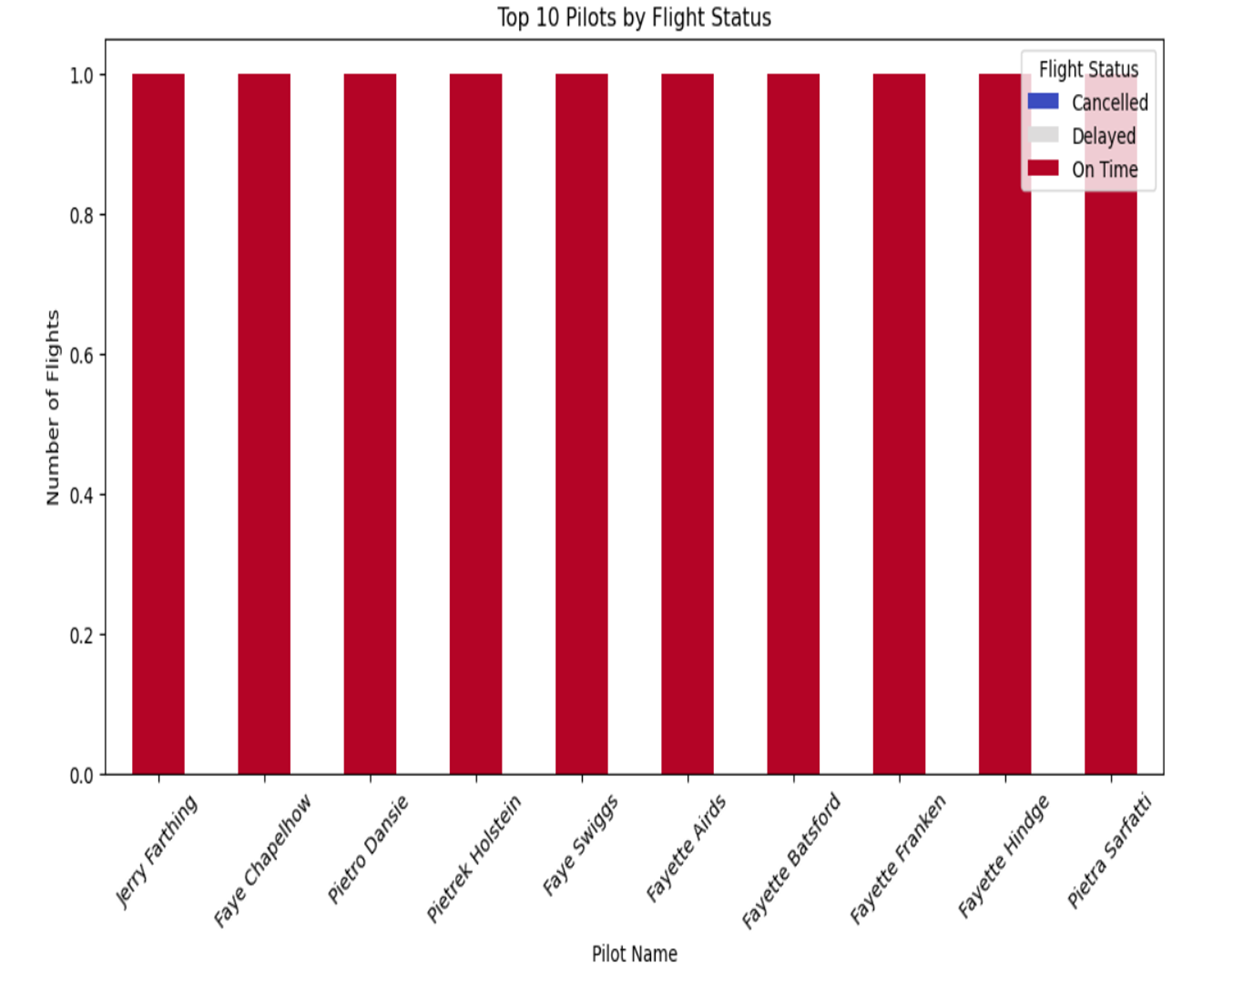 Top 10 Pilots by Flight Status
Flight Status
Cancelled
Delayed
On Time
Number of Flights
1.0
0.8
0.6
0.4
0.2
0.0
Jerry Farthing
Faye Chapelhow
Pietro Dansie
Pietrek Holstein
Faye Swiggs
Fayette Airds
Fayette Batsford
Fayette Franken
Fayette Hindge
Pietra Sarfatti
Pilot Name